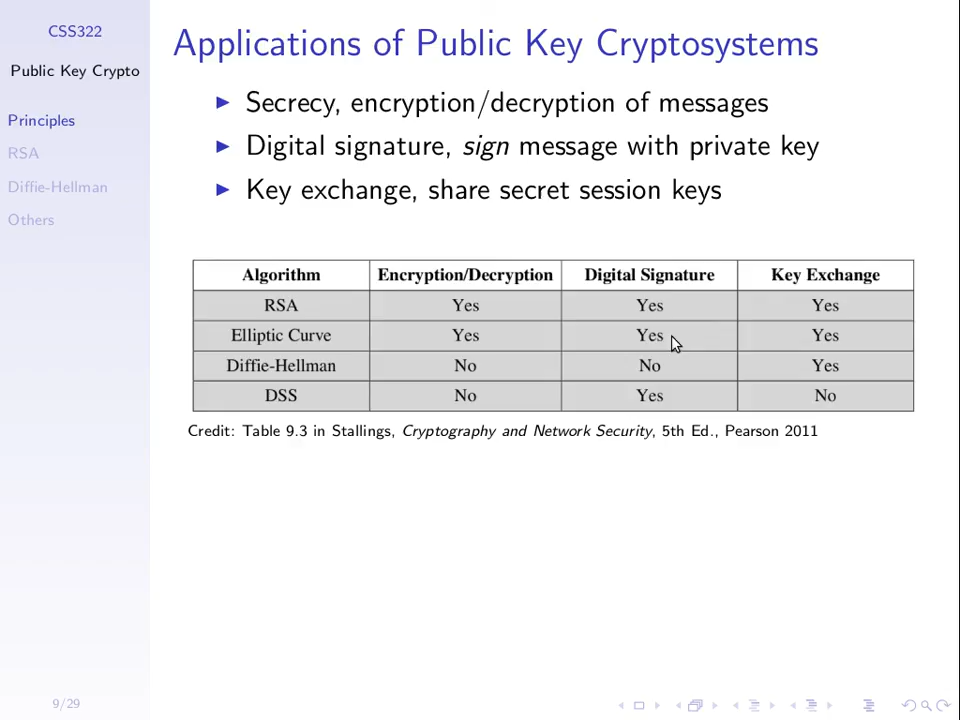 CSS322
Public Key Crypto
Principles
RSA
Diffie-Hellman
Others
9/29
Applications of Public Key Cryptosystems
Secrecy, encryption/decryption of messages
Digital signature, sign message with private key
Key exchange, share secret session keys
Algorithm Encryption/Decryption Digital Signature Key Exchange
RSA Yes Yes Yes
Elliptic Curve Yes Yes Yes
Diffie-Hellman No No Yes
DSS No Yes No
Credit: Table 9.3 in Stallings, Cryptography and Network Security, 5th Ed., Pearson 2011